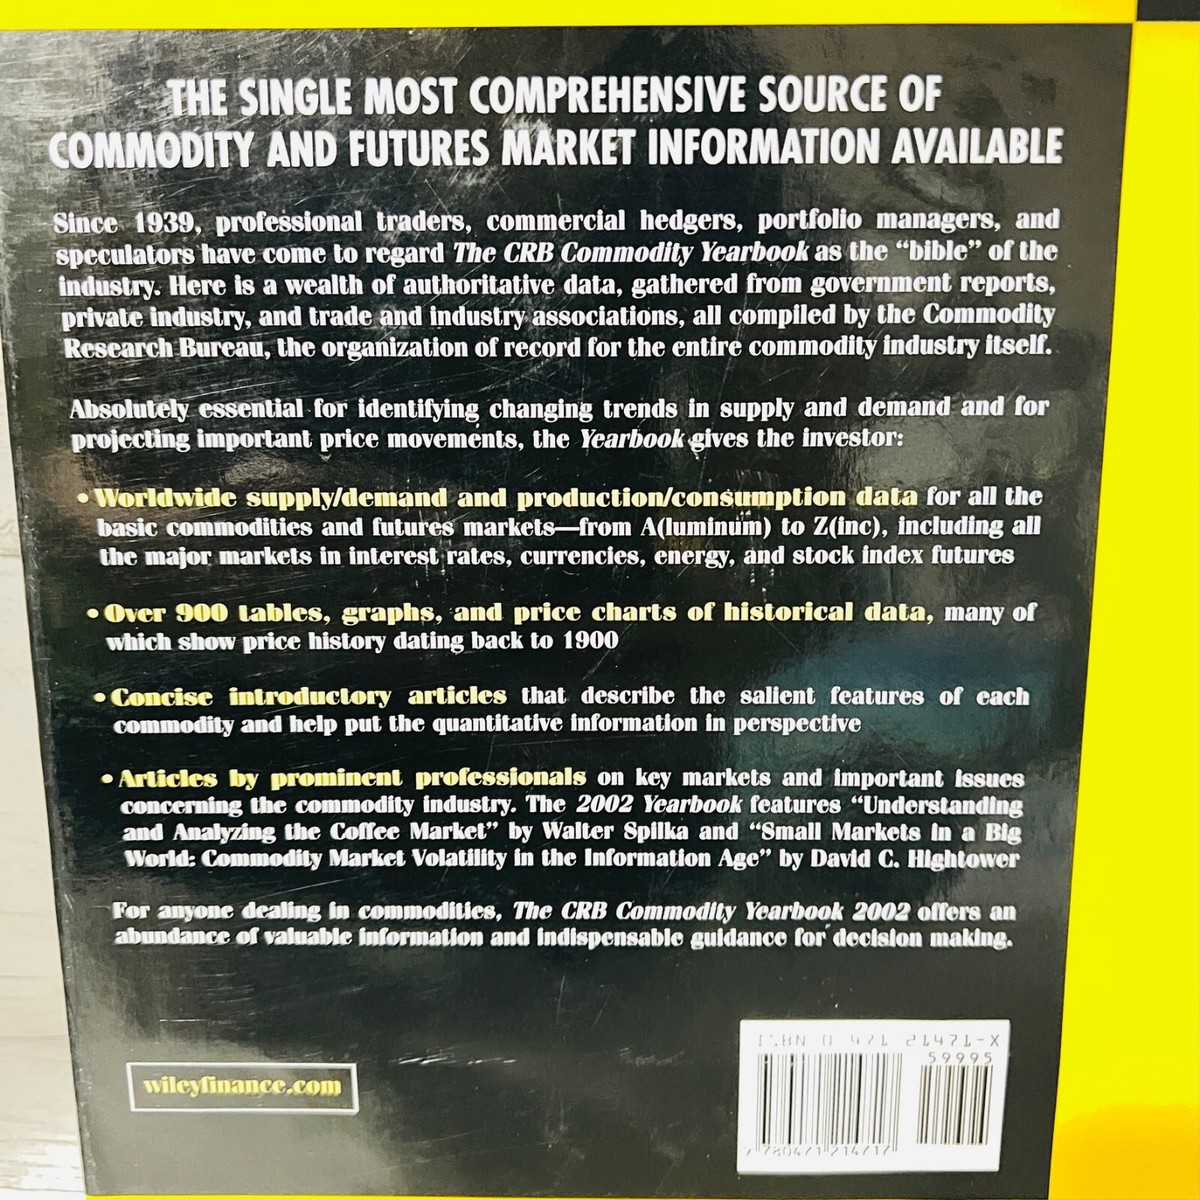 THE SINGLE MOST COMPREHENSIVE SOURCE OF
COMMODITY AND FUTURES MARKET INFORMATION AVAILABLE
Since 1939, professional traders, commercial hedgers, portfolio managers, and
speculators have come to regard The CRB Commodity Yearbook as the “bible” of the
industry. Here is a wealth of authoritative data, gathered from government reports,
private industry, and trade and industry associations, all compiled by the Commodity
Research Bureau, the organization of record for the entire commodity industry itself.
Absolutely essential for identifying changing trends in supply and demand and for
projecting important price movements, the Yearbook gives the investor:
• Worldwide supply/demand and production/consumption data for all the
basic commodities and futures markets—from A(luminum) to Z(inc), including all
the major markets in interest rates, currencies, energy, and stock index futures
• Over 900 tables, graphs, and price charts of historical data, many of
which show price history dating back to 1900
• Concise introductory articles that describe the salient features of each
commodity and help put the quantitative information in perspective
• Articles by prominent professionals on key markets and important issues
concerning the commodity industry. The 2002 Yearbook features “Understanding
and Analyzing the Coffee Market” by Walter Spilka and “Small Markets in a Big
World: Commodity Market Volatility in the Information Age” by David C. Hightower
For anyone dealing in commodities, The CRB Commodity Yearbook 2002 offers an
abundance of valuable information and indispensable guidance for decision making.
wileyfinance.com
ISBN 0 471 21471-X
59995
9 780471 214717